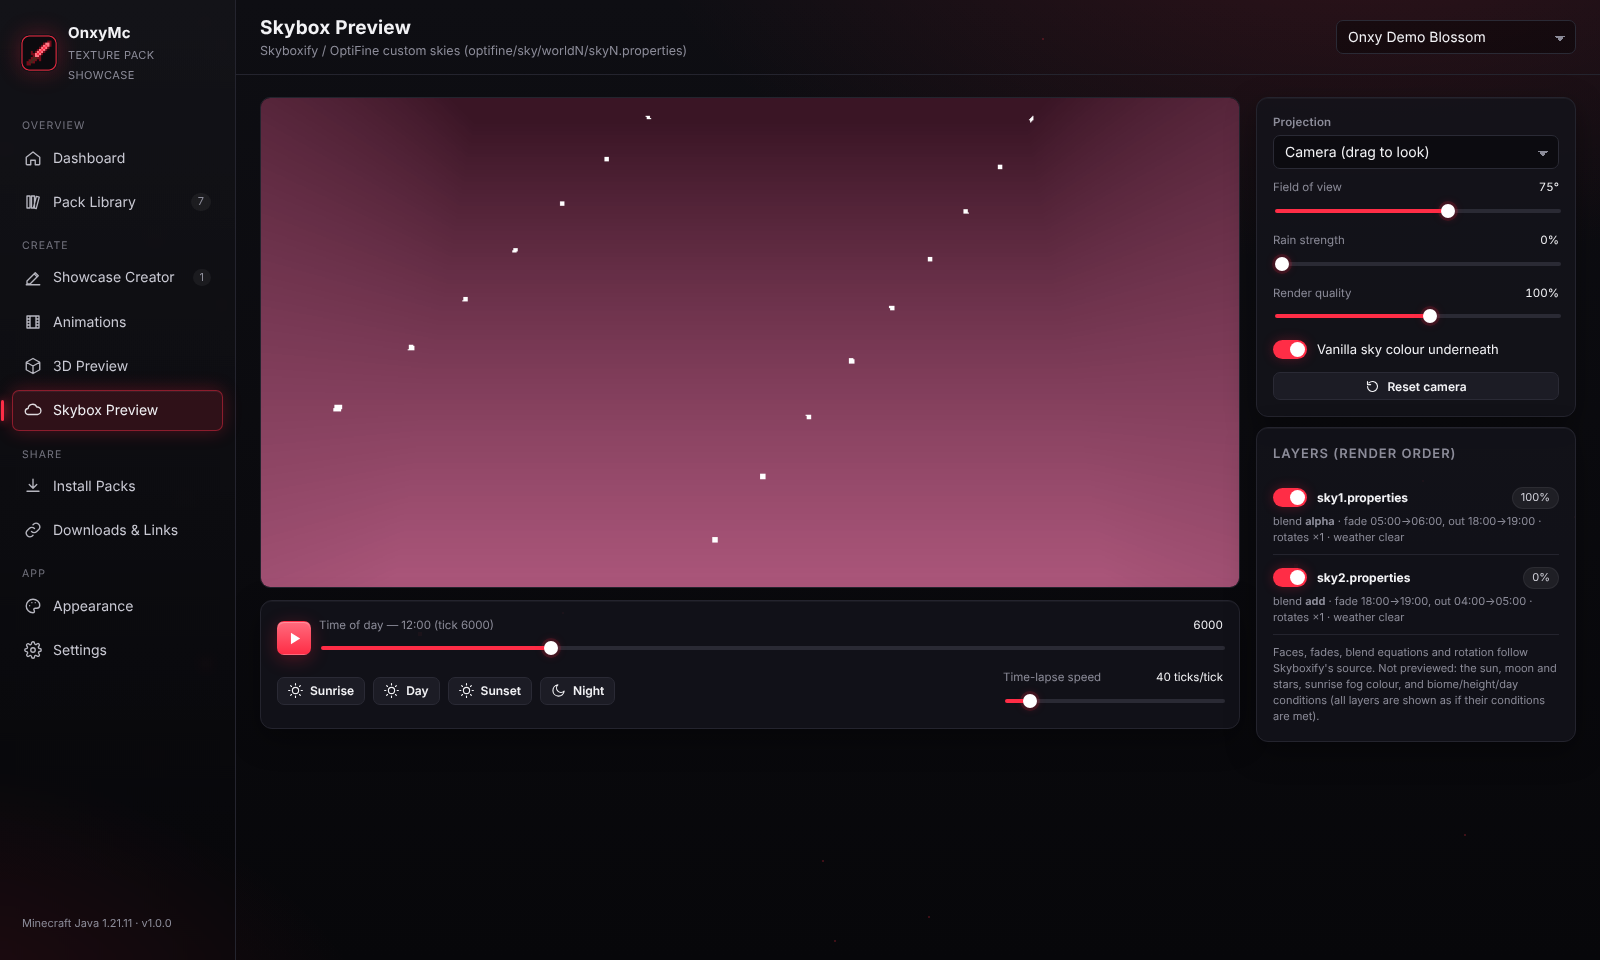 OnxyMc
TEXTURE PACK
SHOWCASE
OVERVIEW
Dashboard
Pack Library 7
CREATE
Showcase Creator 1
Animations
3D Preview
Skybox Preview
SHARE
Install Packs
Downloads & Links
APP
Appearance
Settings
Minecraft Java 1.21.11 · v1.0.0
Skybox Preview
Skyboxify / OptiFine custom skies (optifine/sky/worldN/skyN.properties)
Onxy Demo Blossom
Time of day — 12:00 (tick 6000) 6000
Sunrise Day Sunset Night
Time-lapse speed 40 ticks/tick
Projection
Camera (drag to look)
Field of view 75°
Rain strength 0%
Render quality 100%
Vanilla sky colour underneath
Reset camera
LAYERS (RENDER ORDER)
sky1.properties 100%
blend alpha · fade 05:00→06:00, out 18:00→19:00 ·
rotates ×1 · weather clear
sky2.properties 0%
blend add · fade 18:00→19:00, out 04:00→05:00 ·
rotates ×1 · weather clear
Faces, fades, blend equations and rotation follow
Skyboxify's source. Not previewed: the sun, moon and
stars, sunrise fog colour, and biome/height/day
conditions (all layers are shown as if their conditions
are met).